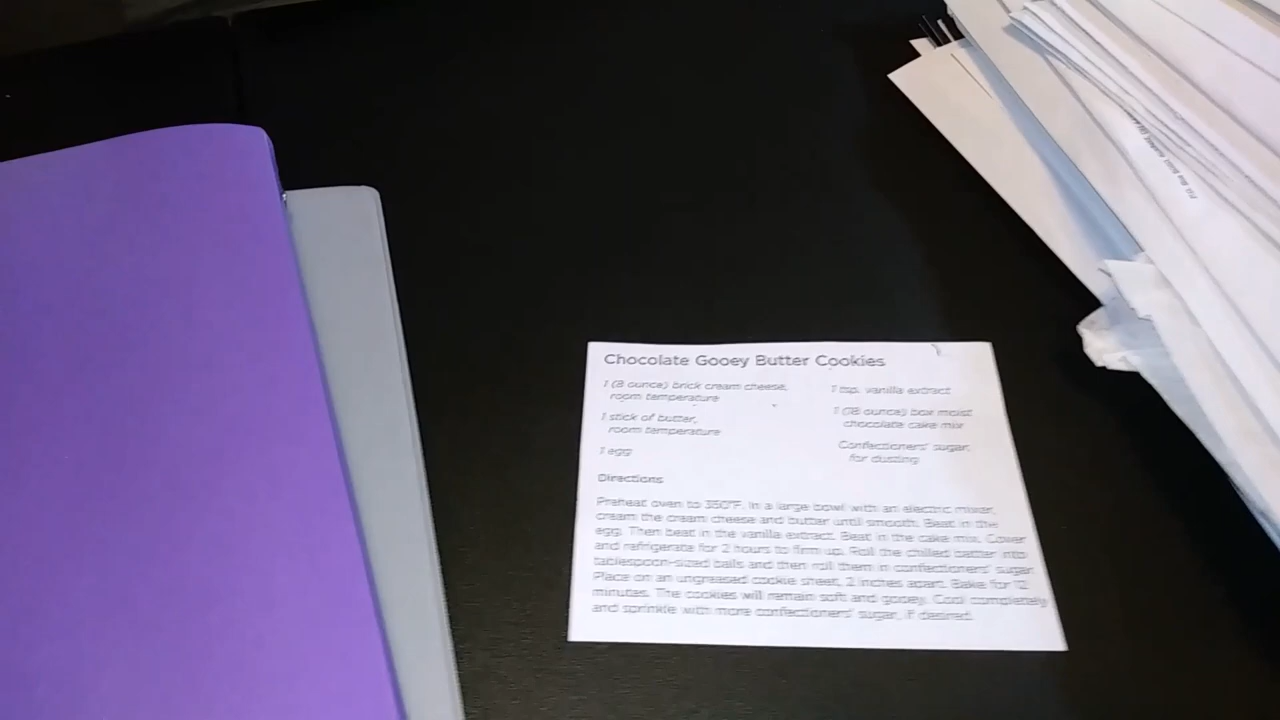 Chocolate Gooey Butter Cookies
1 (8 ounce) brick cream cheese,
room temperature
1 stick of butter,
room temperature
1 egg
1 tsp. vanilla extract
1 (18 ounce) box moist
chocolate cake mix
Confectioners' sugar,
for dusting
Directions
Preheat oven to 350°F. In a large bowl with an electric mixer,
cream the cream cheese and butter until smooth. Beat in the
egg. Then beat in the vanilla extract. Beat in the cake mix. Cover
and refrigerate for 2 hours to firm up. Roll the chilled batter into
tablespoon-sized balls and then roll them in confectioners' sugar.
Place on an ungreased cookie sheet, 2 inches apart. Bake for 12
minutes. The cookies will remain soft and gooey. Cool completely
and sprinkle with more confectioners' sugar, if desired.